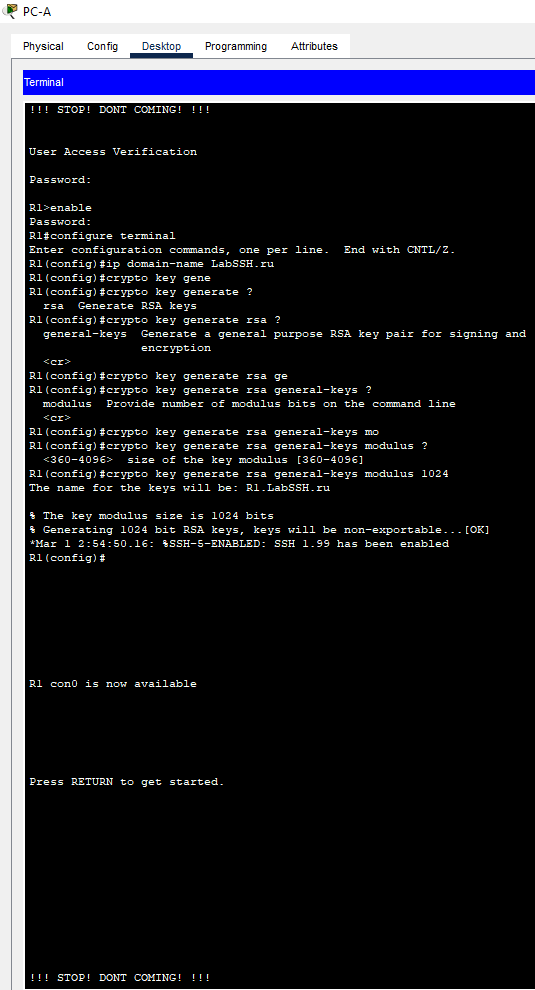 PC-A
Physical Config Desktop Programming Attributes
Terminal
!!! STOP! DONT COMING! !!!
User Access Verification
Password:
R1>enable
Password:
R1#configure terminal
Enter configuration commands, one per line.  End with CNTL/Z.
R1(config)#ip domain-name LabSSH.ru
R1(config)#crypto key gene
R1(config)#crypto key generate ?
  rsa  Generate RSA keys
R1(config)#crypto key generate rsa ?
  general-keys  Generate a general purpose RSA key pair for signing and
                encryption
  <cr>
R1(config)#crypto key generate rsa ge
R1(config)#crypto key generate rsa general-keys ?
  modulus  Provide number of modulus bits on the command line
  <cr>
R1(config)#crypto key generate rsa general-keys mo
R1(config)#crypto key generate rsa general-keys modulus ?
  <360-4096>  size of the key modulus [360-4096]
R1(config)#crypto key generate rsa general-keys modulus 1024
The name for the keys will be: R1.LabSSH.ru
% The key modulus size is 1024 bits
% Generating 1024 bit RSA keys, keys will be non-exportable...[OK]
*Mar 1 2:54:50.16: %SSH-5-ENABLED: SSH 1.99 has been enabled
R1(config)#
R1 con0 is now available
Press RETURN to get started.
!!! STOP! DONT COMING! !!!